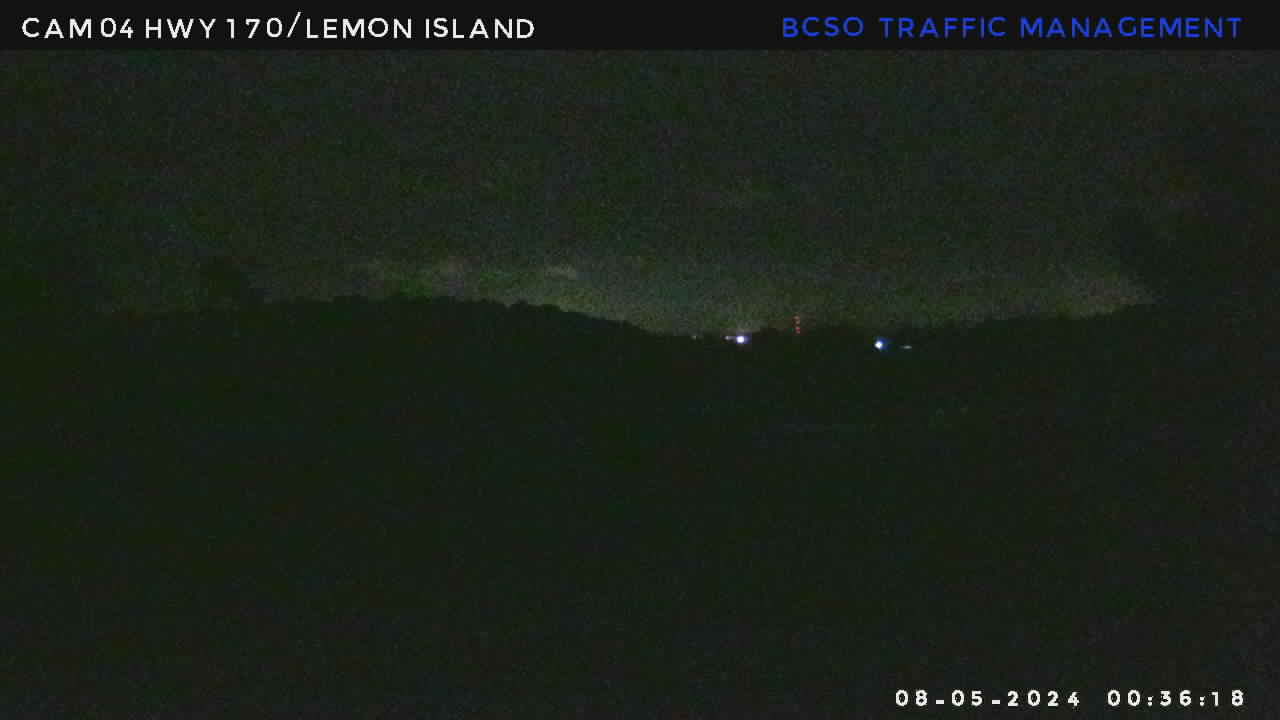 CAM04 HWY 170/LEMON ISLAND
BCSO TRAFFIC MANAGEMENT
08-05-2024 00:36:18